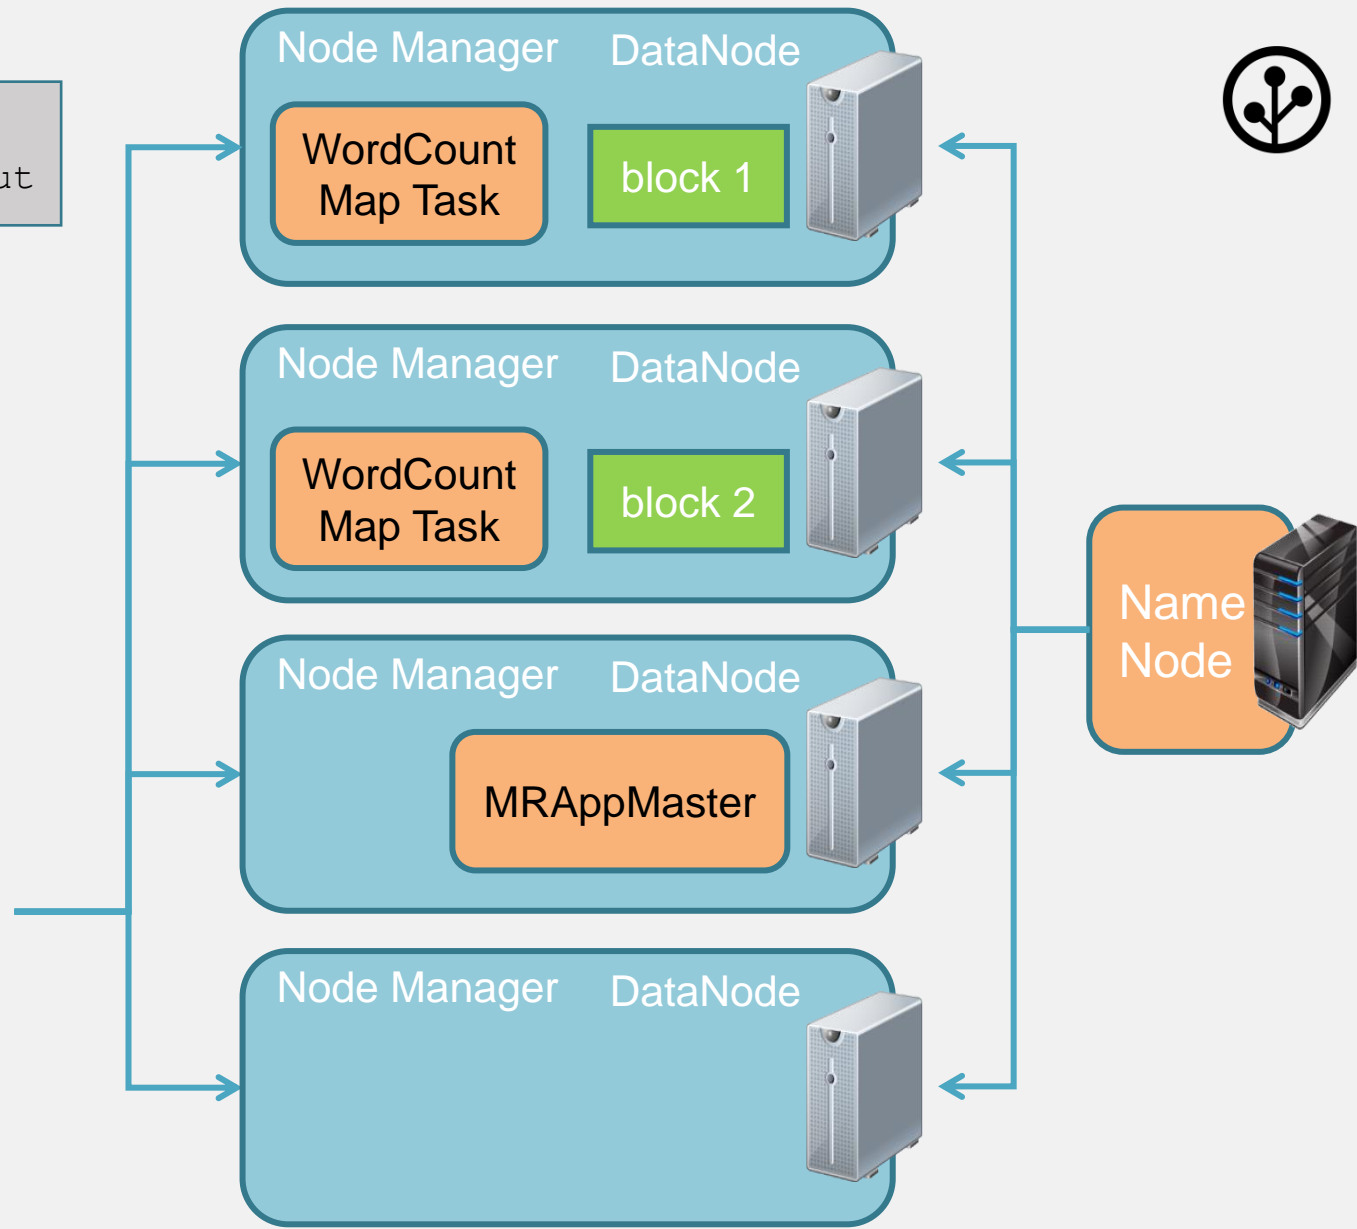 ut
Node Manager
DataNode
WordCount
Map Task
block 1
Node Manager
DataNode
WordCount
Map Task
block 2
Node Manager
DataNode
MRAppMaster
Node Manager
DataNode
Name
Node